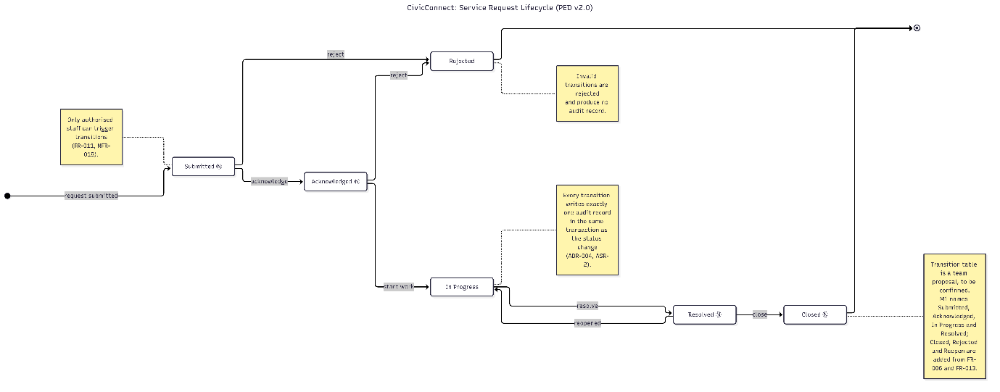 CivicConnect: Service Request Lifecycle (PED v2.0)
reject
Rejected
reject
Invalid
transitions are
rejected
and produce no
audit record.
Only authorised
staff can trigger
transitions
(FR-011, NFR-
018).
Submitted Ⓝ
acknowledge
Acknowledged Ⓝ
request submitted
Every transition
writes exactly
one audit record
in the same
transaction as
the status
change
(ADR-004, ASR-
2).
start work
In Progress
resolve
reopened
Resolved Ⓝ
close
Closed Ⓝ
Transition table
is a team
proposal, to be
confirmed.
M1 names
Submitted,
Acknowledged,
In Progress and
Resolved;
Closed, Rejected
and Reopen are
added from FR-
006 and FR-013.